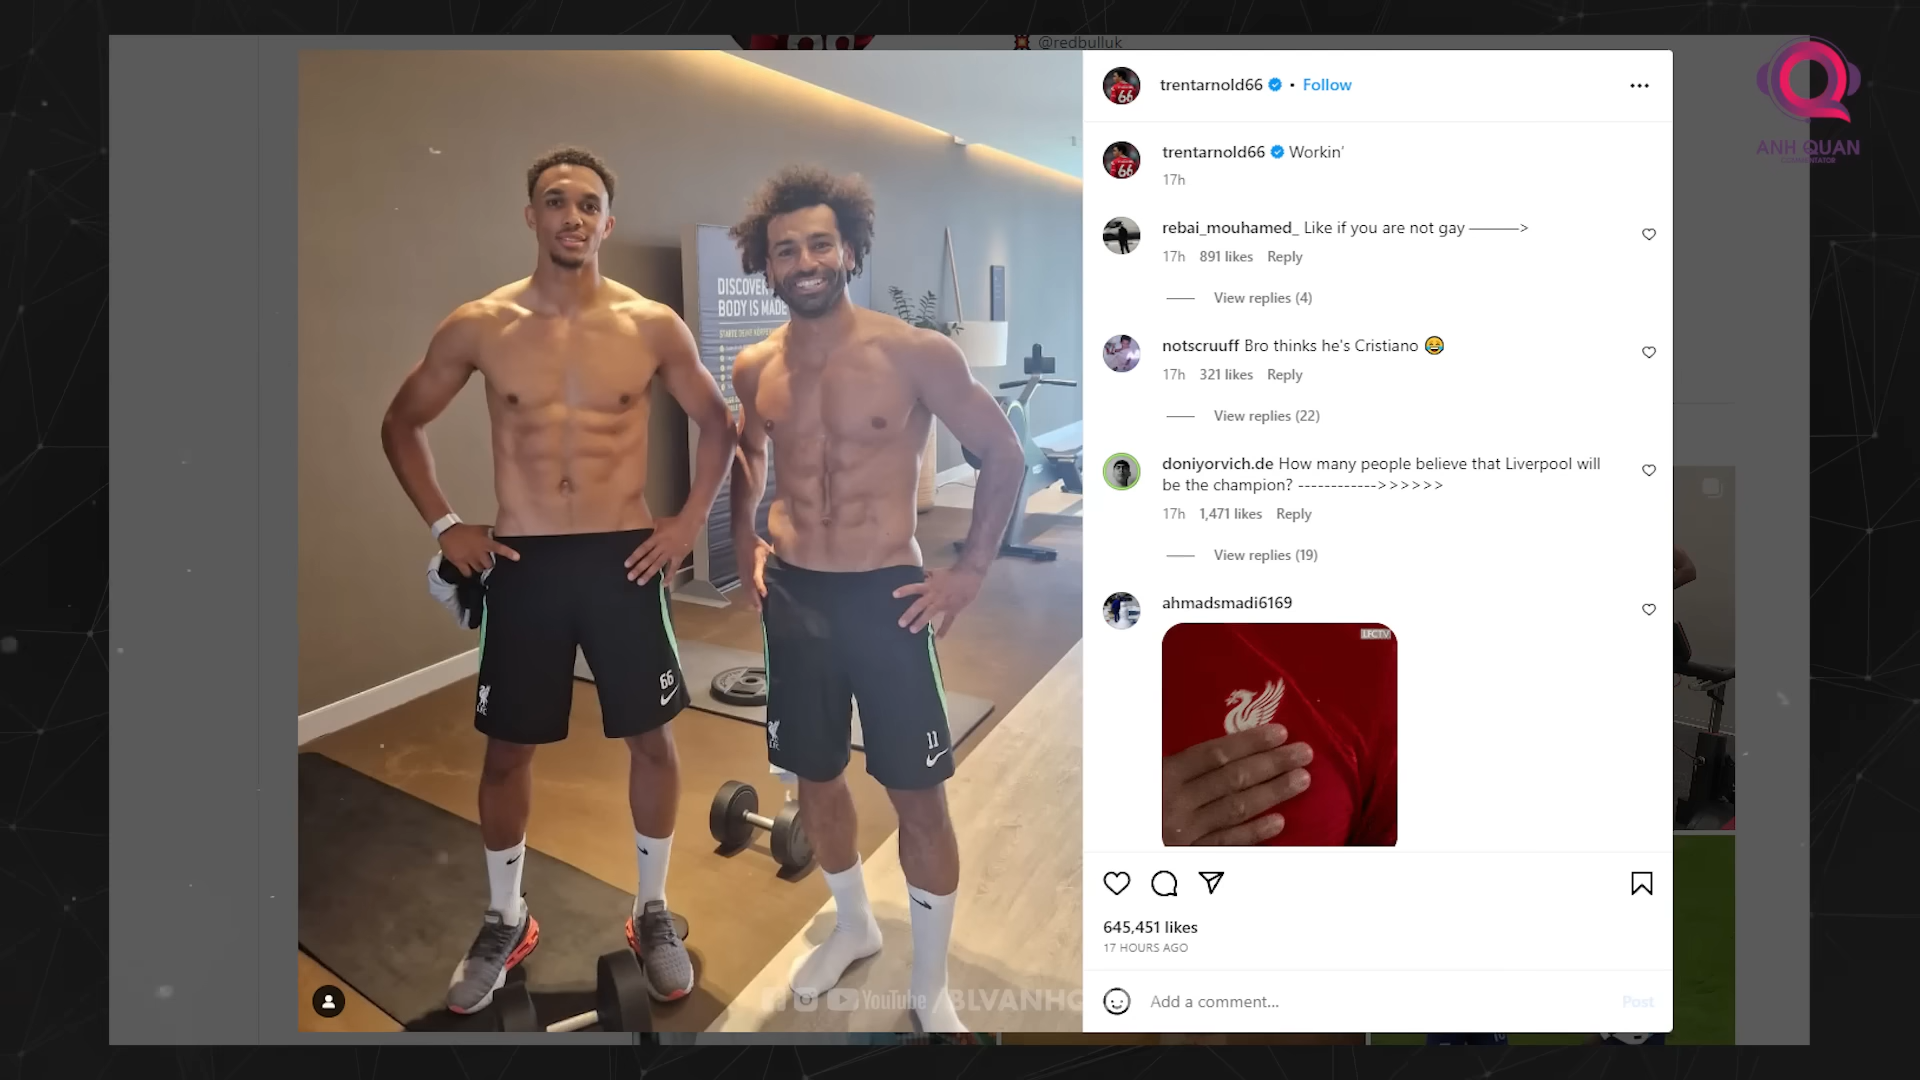 @redbulluk
trentarnold66 • Follow
trentarnold66 Workin'
17h
rebai_mouhamed_ Like if you are not gay ———>
17h 891 likes Reply
View replies (4)
notscruuff Bro thinks he's Cristiano 😂
17h 321 likes Reply
View replies (22)
doniyorvich.de How many people believe that Liverpool will
be the champion? ------------>>>>>>
17h 1,471 likes Reply
View replies (19)
ahmadsmadi6169
LFCTV
645,451 likes
17 HOURS AGO
Add a comment...
Post
DISCOVER
BODY IS MADE
66
11
LFC
YouTube /BLVANHQ
ANH QUAN
COMMENTATOR